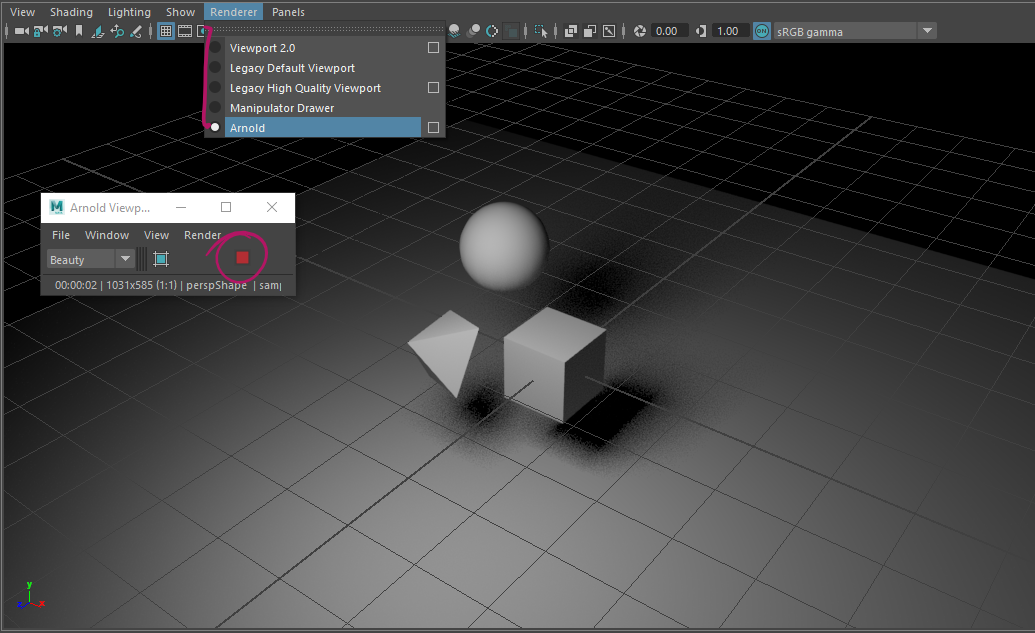 View Shading Lighting Show Renderer Panels
0.00 1.00 ON sRGB gamma
Viewport 2.0
Legacy Default Viewport
Legacy High Quality Viewport
Manipulator Drawer
Arnold
M Arnold Viewp...
File Window View Render
Beauty
00:00:02 | 1031x585 (1:1) | perspShape | samp
y
z x